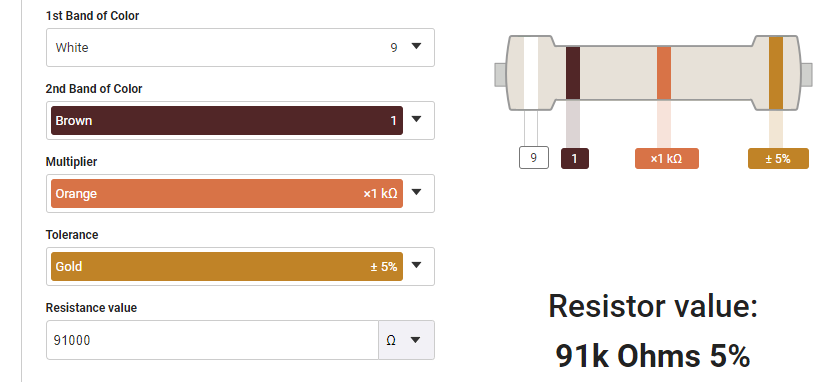 1st Band of Color
White 9
2nd Band of Color
Brown 1
Multiplier
Orange ×1 kΩ
Tolerance
Gold ± 5%
Resistance value
91000 Ω
9 1 ×1 kΩ ± 5%
Resistor value:
91k Ohms 5%